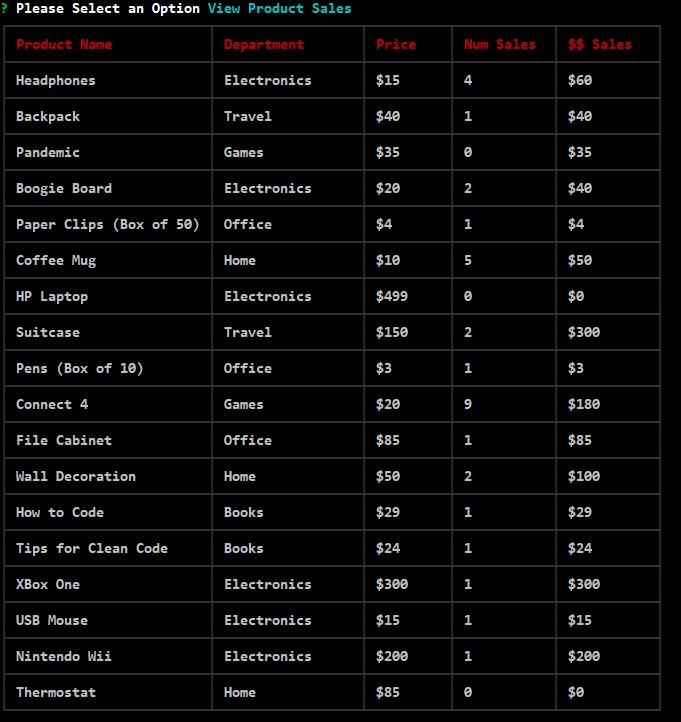 ? Please Select an Option View Product Sales
Product Name Department Price Num Sales $$ Sales
Headphones Electronics $15 4 $60
Backpack Travel $40 1 $40
Pandemic Games $35 0 $35
Boogie Board Electronics $20 2 $40
Paper Clips (Box of 50) Office $4 1 $4
Coffee Mug Home $10 5 $50
HP Laptop Electronics $499 0 $0
Suitcase Travel $150 2 $300
Pens (Box of 10) Office $3 1 $3
Connect 4 Games $20 9 $180
File Cabinet Office $85 1 $85
Wall Decoration Home $50 2 $100
How to Code Books $29 1 $29
Tips for Clean Code Books $24 1 $24
XBox One Electronics $300 1 $300
USB Mouse Electronics $15 1 $15
Nintendo Wii Electronics $200 1 $200
Thermostat Home $85 0 $0